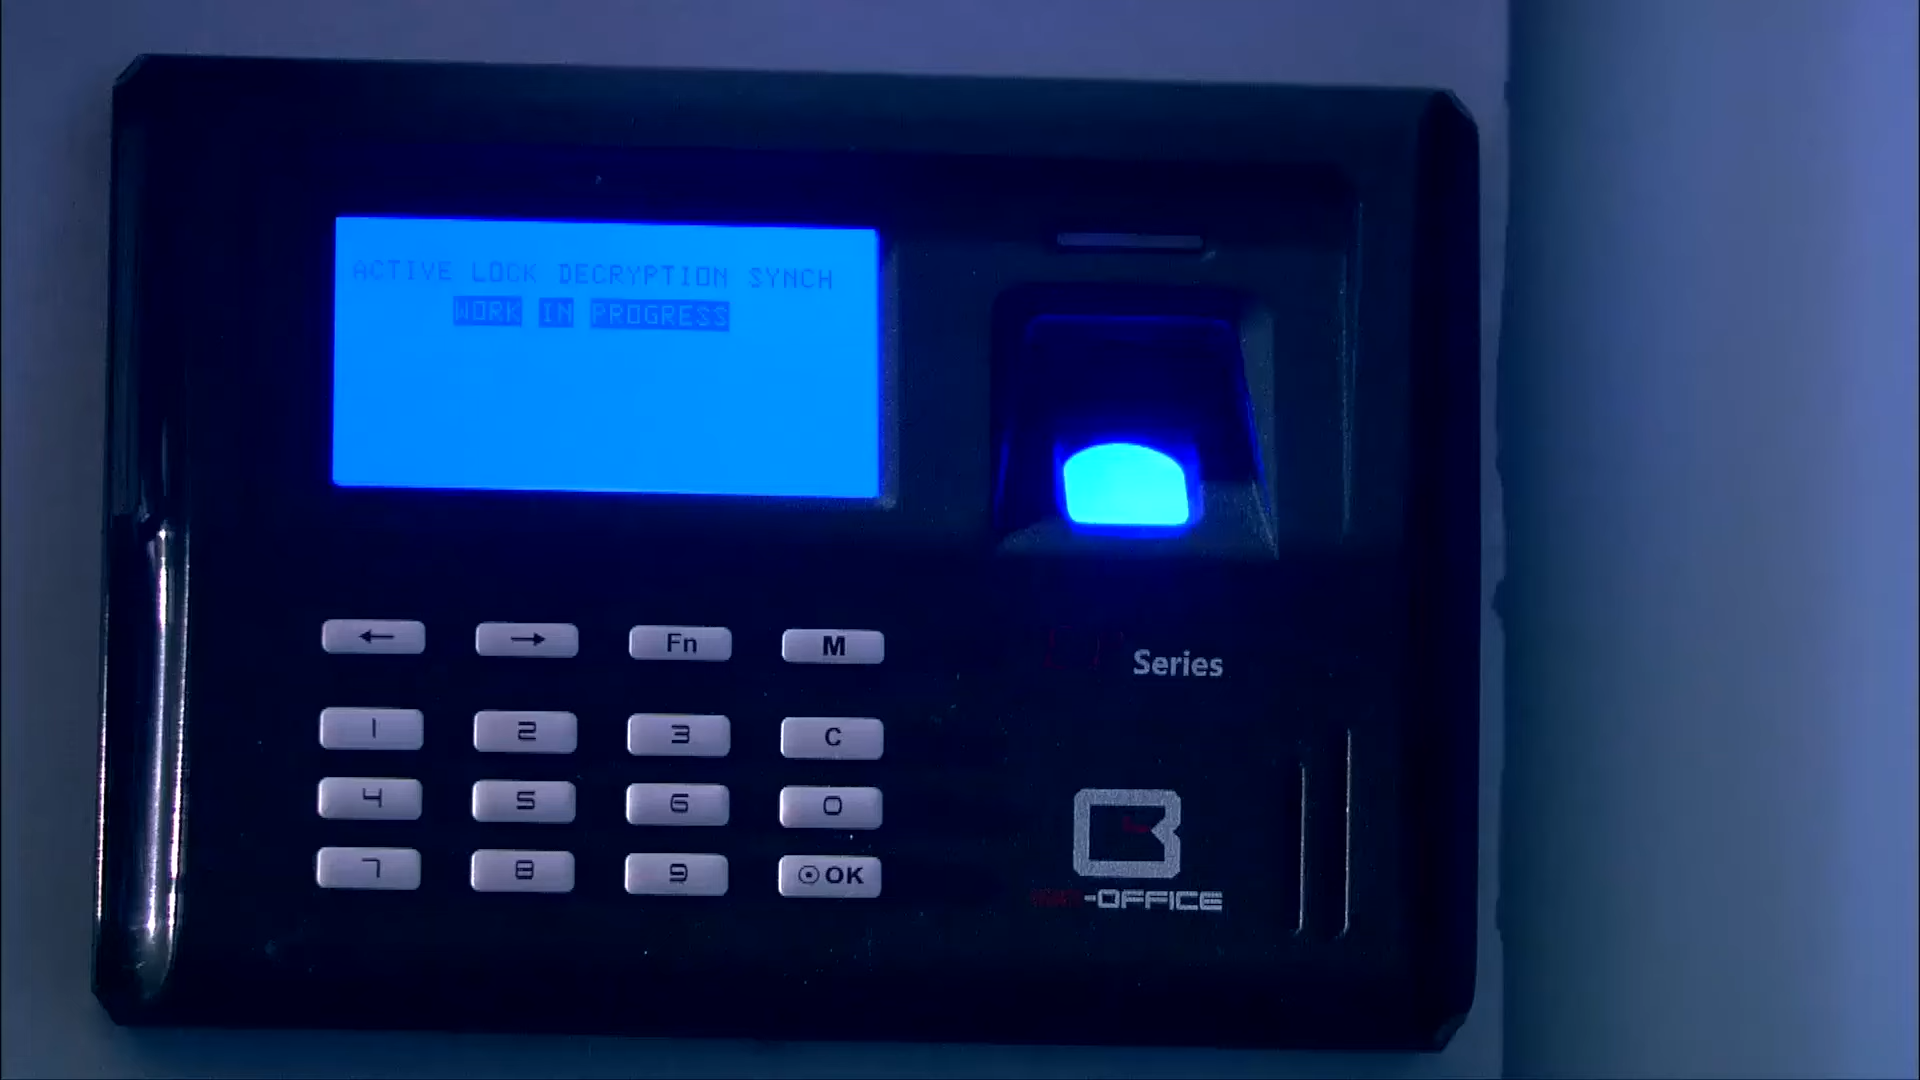 ACTIVE LOCK DECRYPTION SYNCH
WORK IN PROGRESS
← → Fn M
1 2 3 C
4 5 6 0
7 8 9 OK
Series
-OFFICE